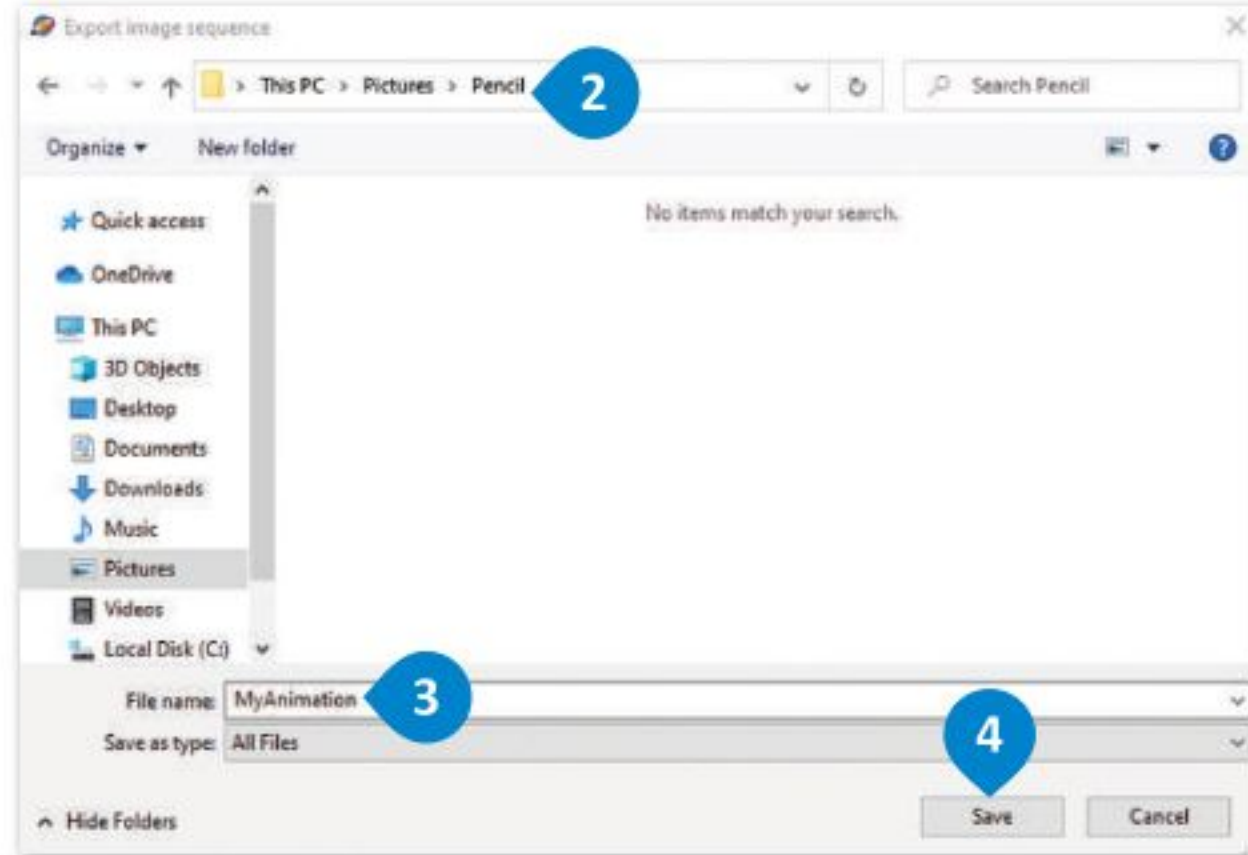 Export image sequence
This PC > Pictures > Pencil
2
Search Pencil
Organize
New folder
No items match your search.
Quick access
OneDrive
This PC
3D Objects
Desktop
Documents
Downloads
Music
Pictures
Videos
Local Disk (C:)
File name: MyAnimation
3
Save as type: All Files
4
Hide Folders
Save
Cancel